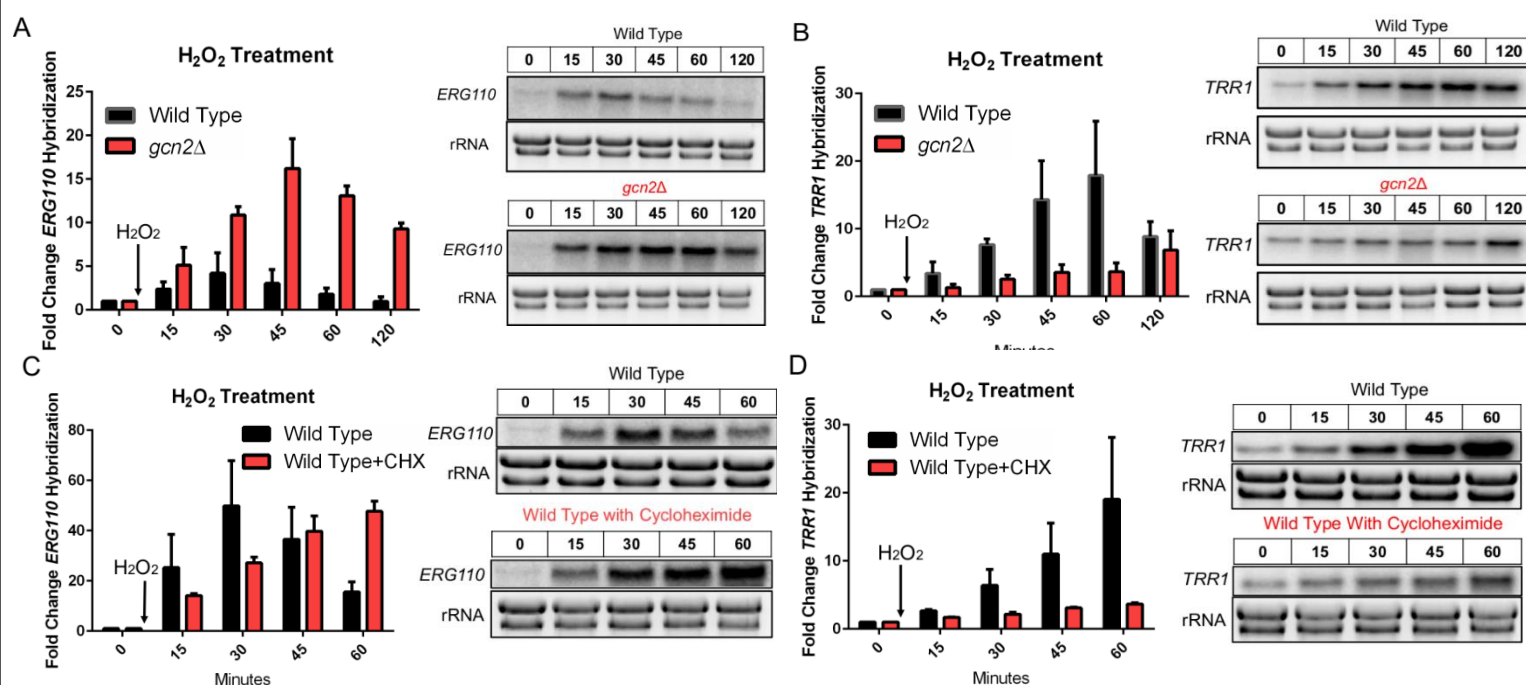 A
H2O2 Treatment
Fold Change ERG110 Hybridization
25
20
15
10
5
0
Wild Type
gcn2Δ
H2O2
0 15 30 45 60 120
Wild Type
0 15 30 45 60 120
ERG110
rRNA
gcn2Δ
0 15 30 45 60 120
ERG110
rRNA
B
H2O2 Treatment
Fold Change TRR1 Hybridization
30
20
10
0
Wild Type
gcn2Δ
H2O2
0 15 30 45 60 120
Minutes
Wild Type
0 15 30 45 60 120
TRR1
rRNA
gcn2Δ
0 15 30 45 60 120
TRR1
rRNA
C
H2O2 Treatment
Fold Change ERG110 Hybridization
80
60
40
20
0
Wild Type
Wild Type+CHX
H2O2
0 15 30 45 60
Minutes
Wild Type
0 15 30 45 60
ERG110
rRNA
Wild Type with Cycloheximide
0 15 30 45 60
ERG110
rRNA
D
H2O2 Treatment
Fold Change TRR1 Hybridization
30
20
10
0
Wild Type
Wild Type+CHX
H2O2
0 15 30 45 60
Minutes
Wild Type
0 15 30 45 60
TRR1
rRNA
Wild Type With Cycloheximide
0 15 30 45 60
TRR1
rRNA